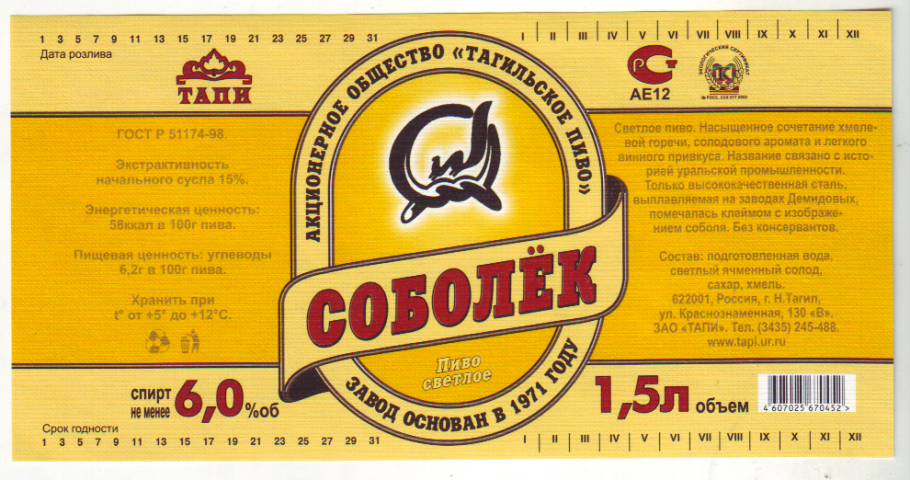 1 3 5 7 9 11 13 15 17 19 21 23 25 27 29 31
Дата розлива
I II III IV V VI VII VIII IX X XI XII
ТАПИ
ГОСТ Р 51174-98.
Экстрактивность
начального сусла 15%.
Энергетическая ценность:
58ккал в 100г пива.
Пищевая ценность: углеводы
6,2г в 100г пива.
Хранить при
t° от +5° до +12°С.
спирт
не менее
6,0%об
Срок годности
1 3 5 7 9 11 13 15 17 19 21 23 25 27 29 31
АКЦИОНЕРНОЕ ОБЩЕСТВО «ТАГИЛЬСКОЕ ПИВО»
СОБОЛЁК
Пиво
светлое
ЗАВОД ОСНОВАН В 1971 ГОДУ
РСТ
АЕ12
ЭКОЛОГИЧЕСКИЙ СЕРТИФИКАТ
Светлое пиво. Насыщенное сочетание хмеле-
вой горечи, солодового аромата и легкого
винного привкуса. Название связано с исто-
рией уральской промышленности.
Только высококачественная сталь,
выплавляемая на заводах Демидовых,
помечалась клеймом с изображе-
нием соболя. Без консервантов.
Состав: подготовленная вода,
светлый ячменный солод,
сахар, хмель.
622001, Россия, г. Н.Тагил,
ул. Краснознаменная, 130 «В».
ЗАО «ТАПИ». Тел. (3435) 245-488.
www.tapi.ur.ru
1,5л объем
4 607025 670452 >
I II III IV V VI VII VIII IX X XI XII